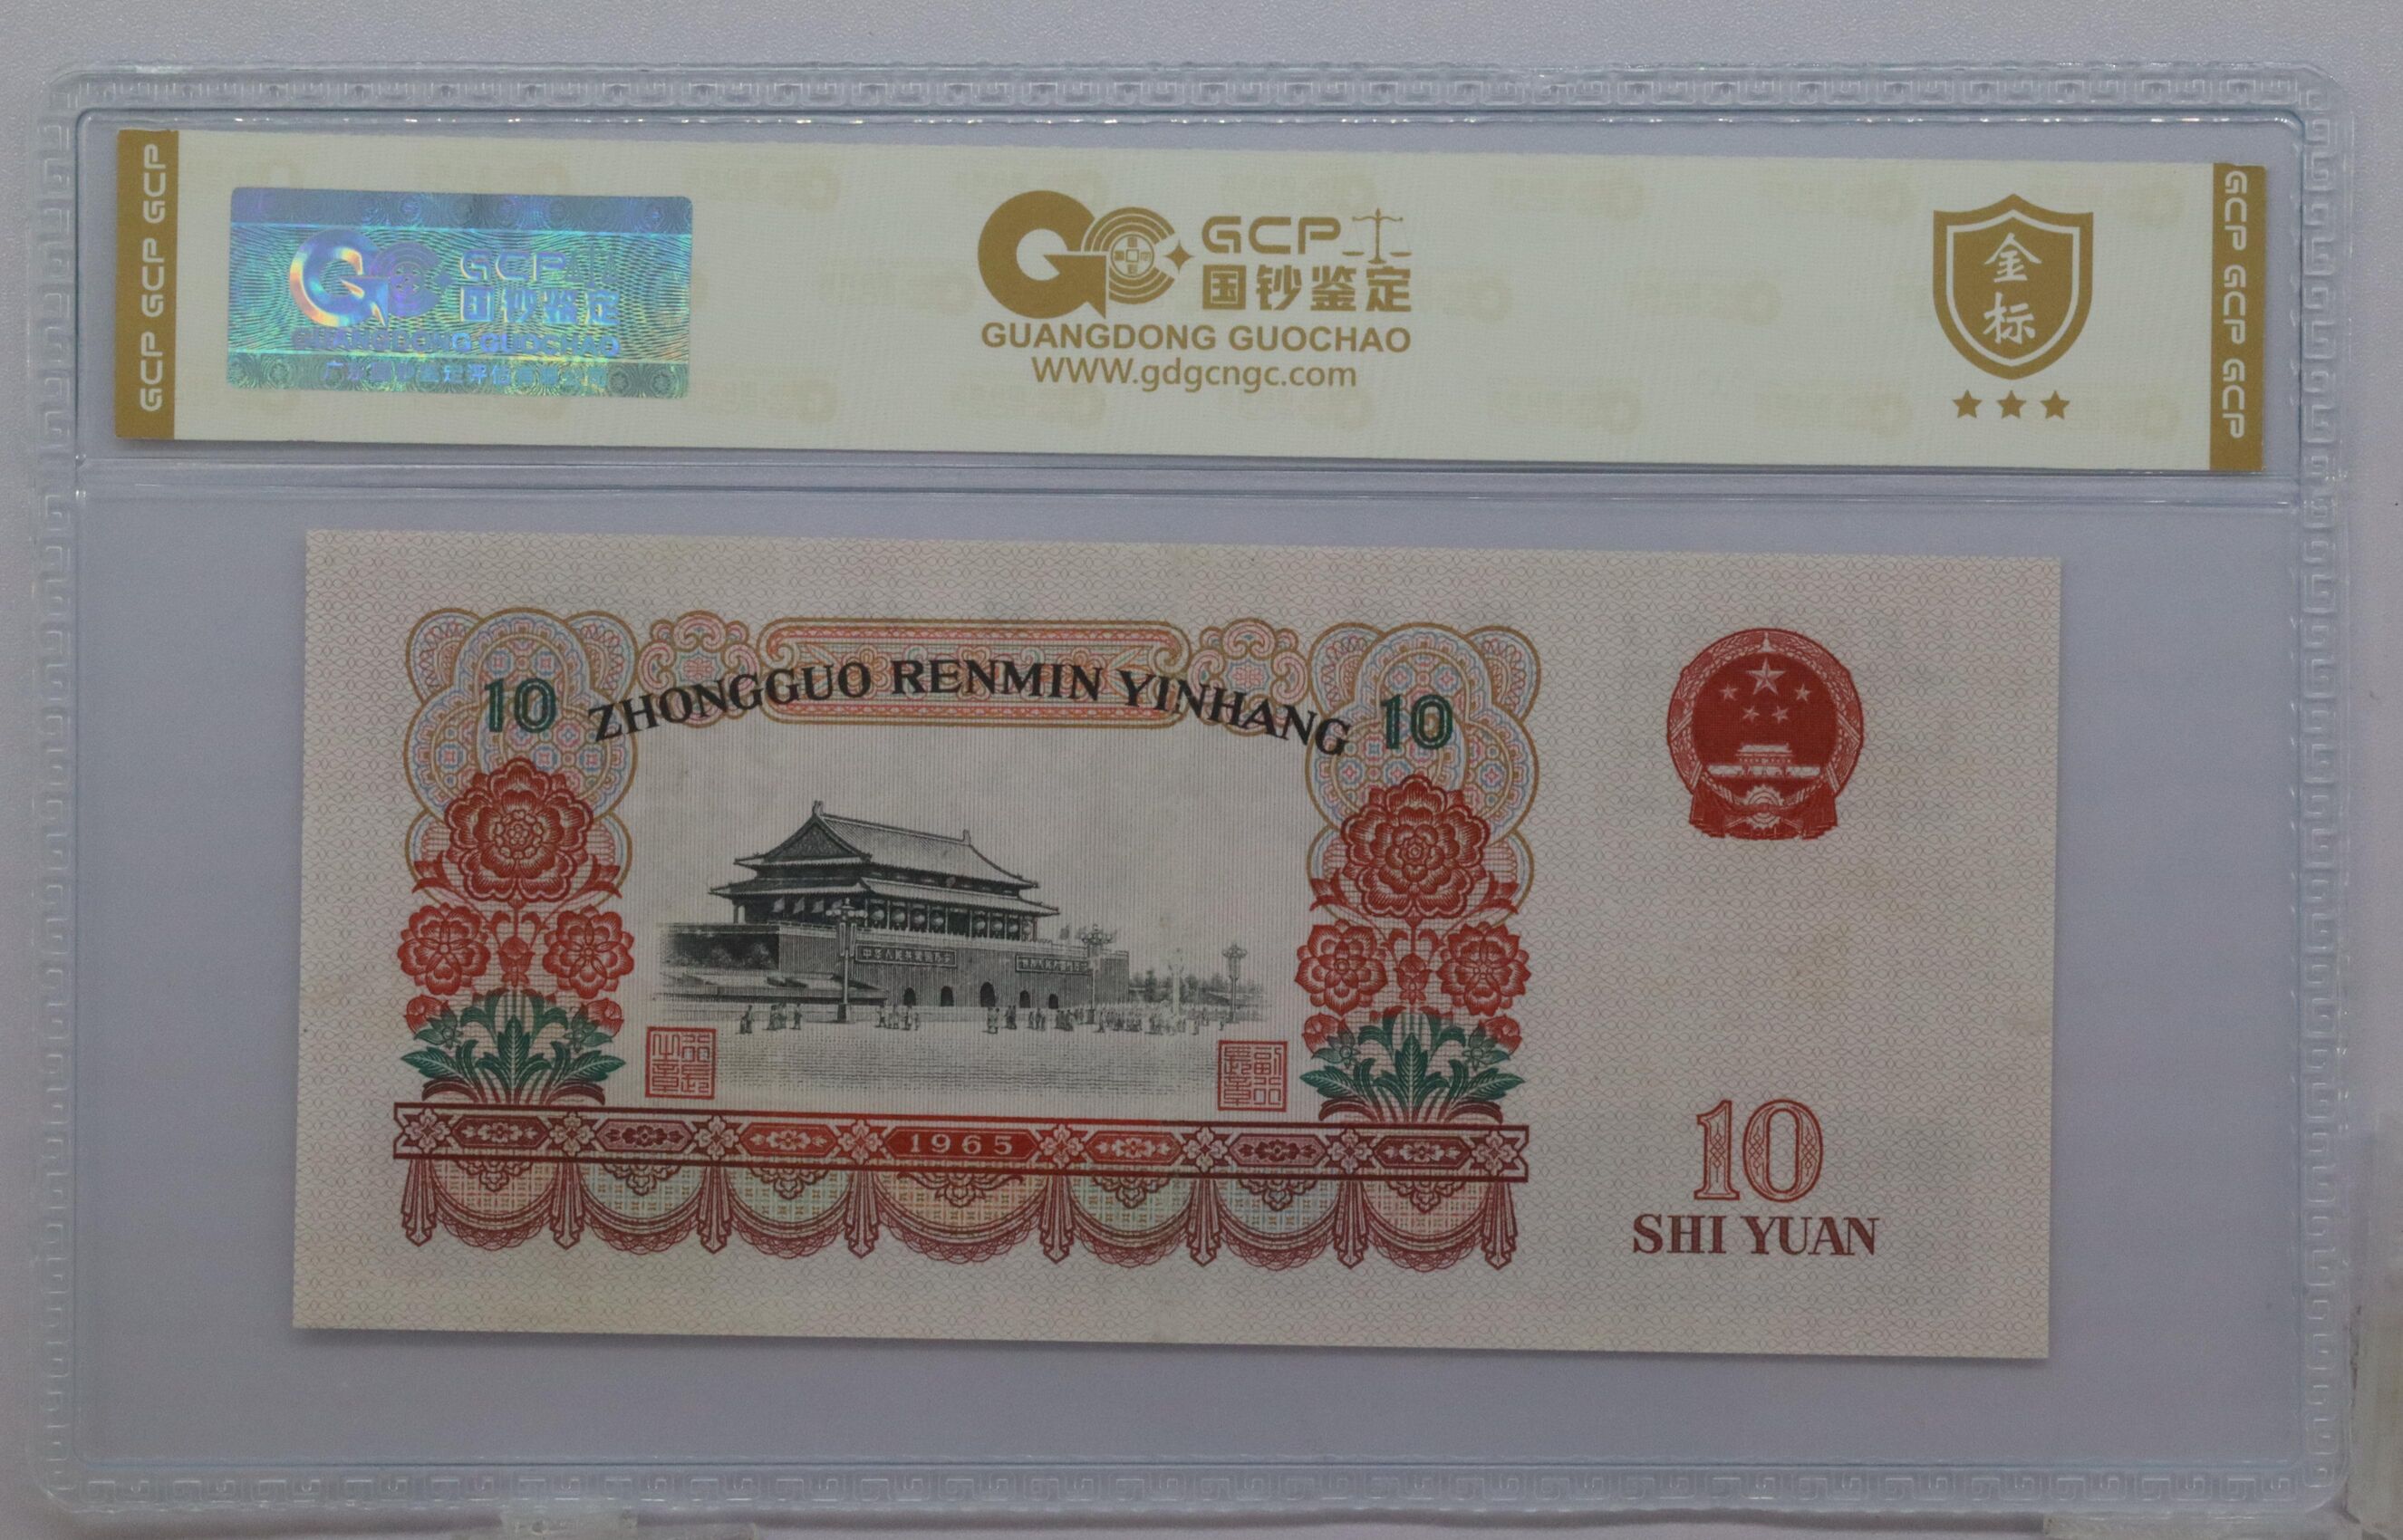 GCP GCP GCP
GCP
国钞鉴定
GUANGDONG GUOCHAO
GCP
国钞鉴定
GUANGDONG GUOCHAO
WWW.gdgcngc.com
金
标
GCP GCP GCP
10 ZHONGGUO RENMIN YINHANG 10
1965
10
SHI YUAN